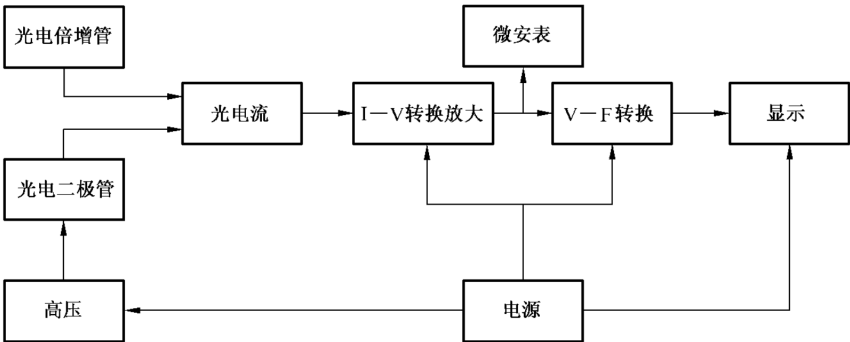 光电倍增管
微安表
光电流
I－V转换放大
V－F转换
显示
光电二极管
高压
电源